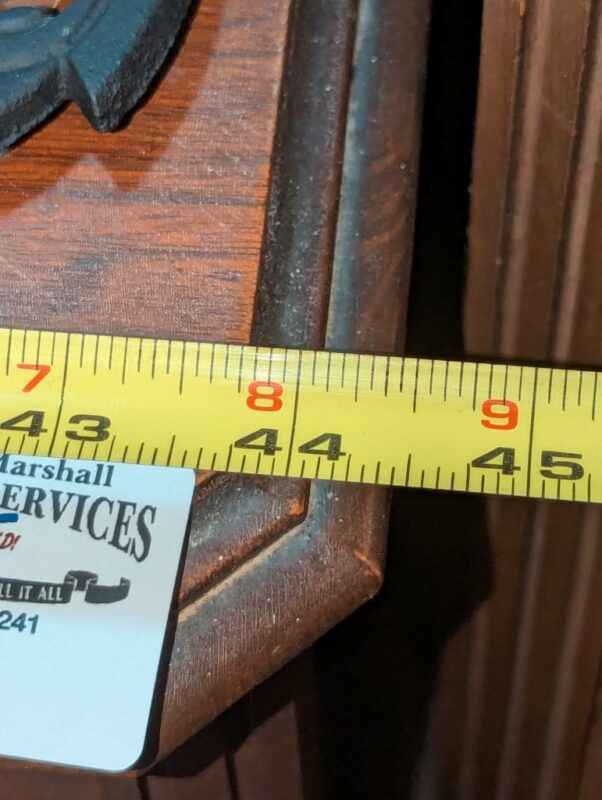 7 8 9
43 44 45
Marshall
ERVICES
D!
LL IT ALL
241